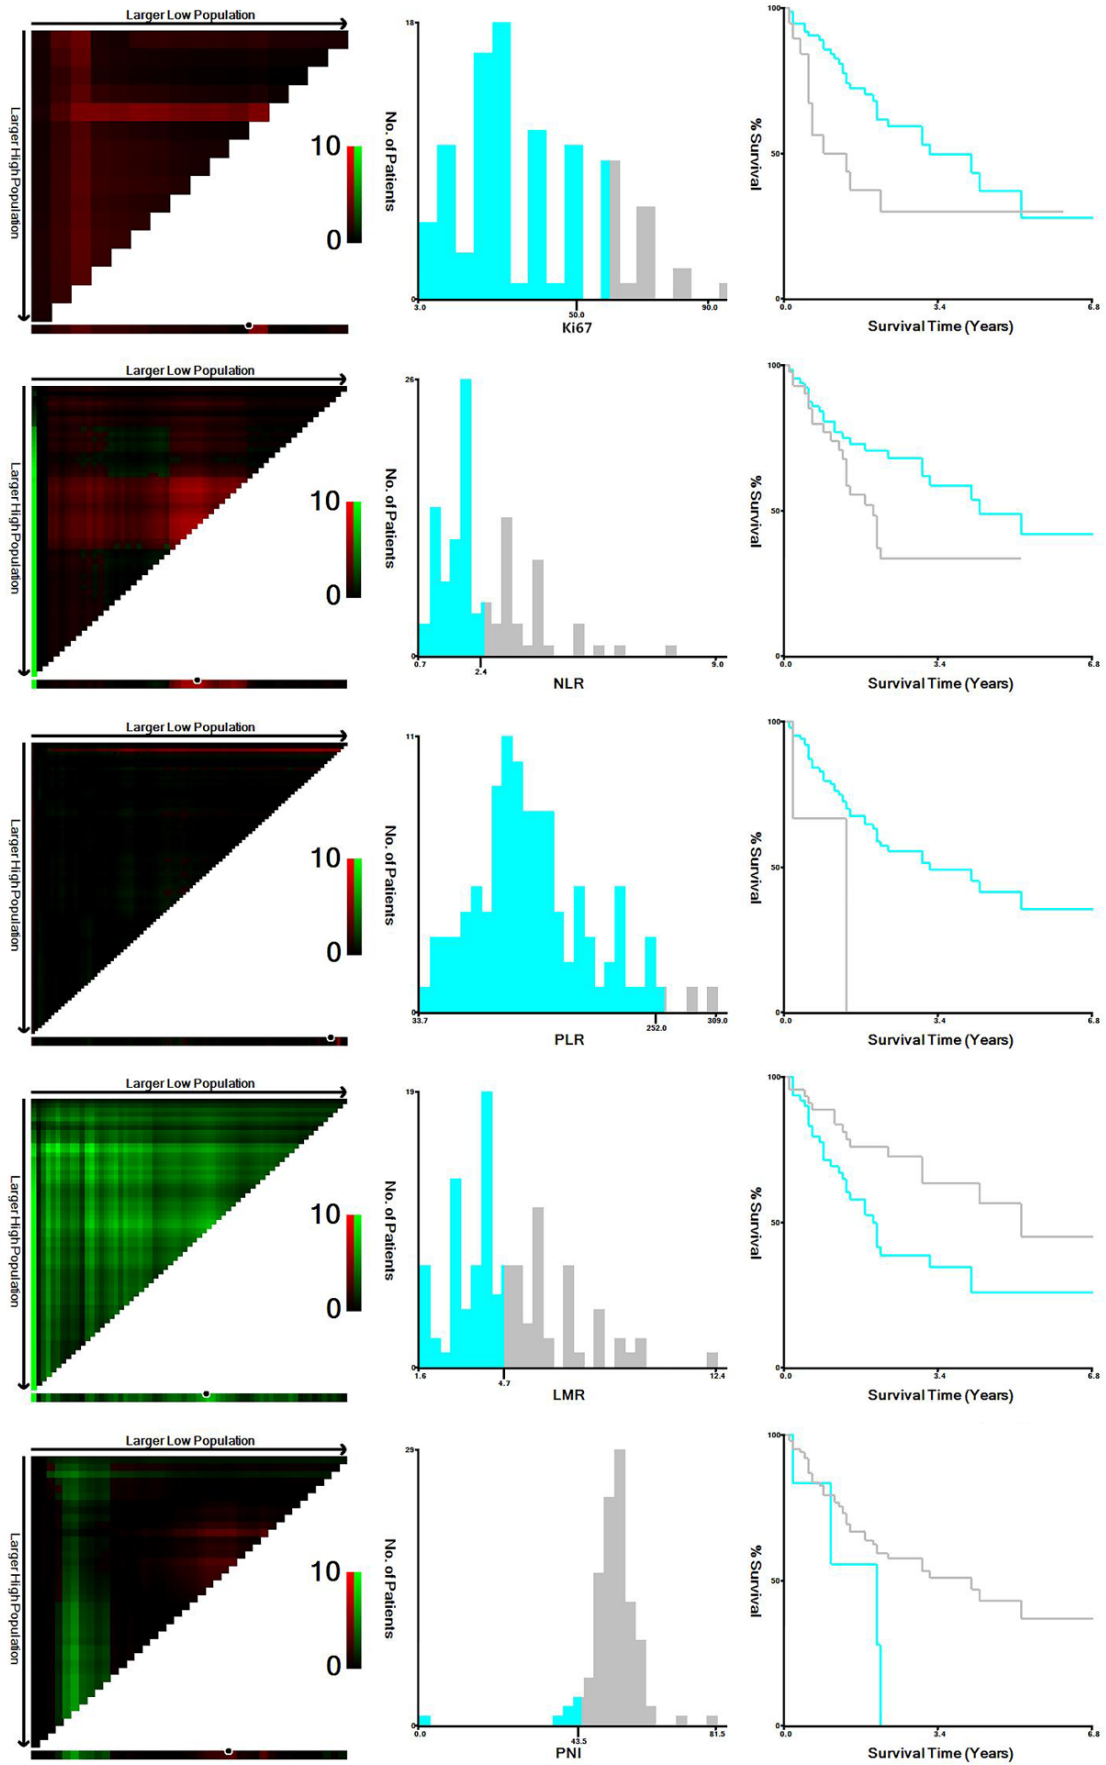 Larger Low Population
Larger High Population
10
0
18
0
No. of Patients
3.0
50.0
90.0
Ki67
100
50
0
% Survival
0.0
3.4
6.8
Survival Time (Years)
Larger Low Population
Larger High Population
10
0
26
0
No. of Patients
0.7
2.4
9.0
NLR
100
50
0
% Survival
0.0
3.4
6.8
Survival Time (Years)
Larger Low Population
Larger High Population
10
0
11
0
No. of Patients
33.7
252.0
309.0
PLR
100
50
0
% Survival
0.0
3.4
6.8
Survival Time (Years)
Larger Low Population
Larger High Population
10
0
19
0
No. of Patients
1.6
4.7
12.4
LMR
100
50
0
% Survival
0.0
3.4
6.8
Survival Time (Years)
Larger Low Population
Larger High Population
10
0
29
0
No. of Patients
0.0
43.5
81.5
PNI
100
50
0
% Survival
0.0
3.4
6.8
Survival Time (Years)